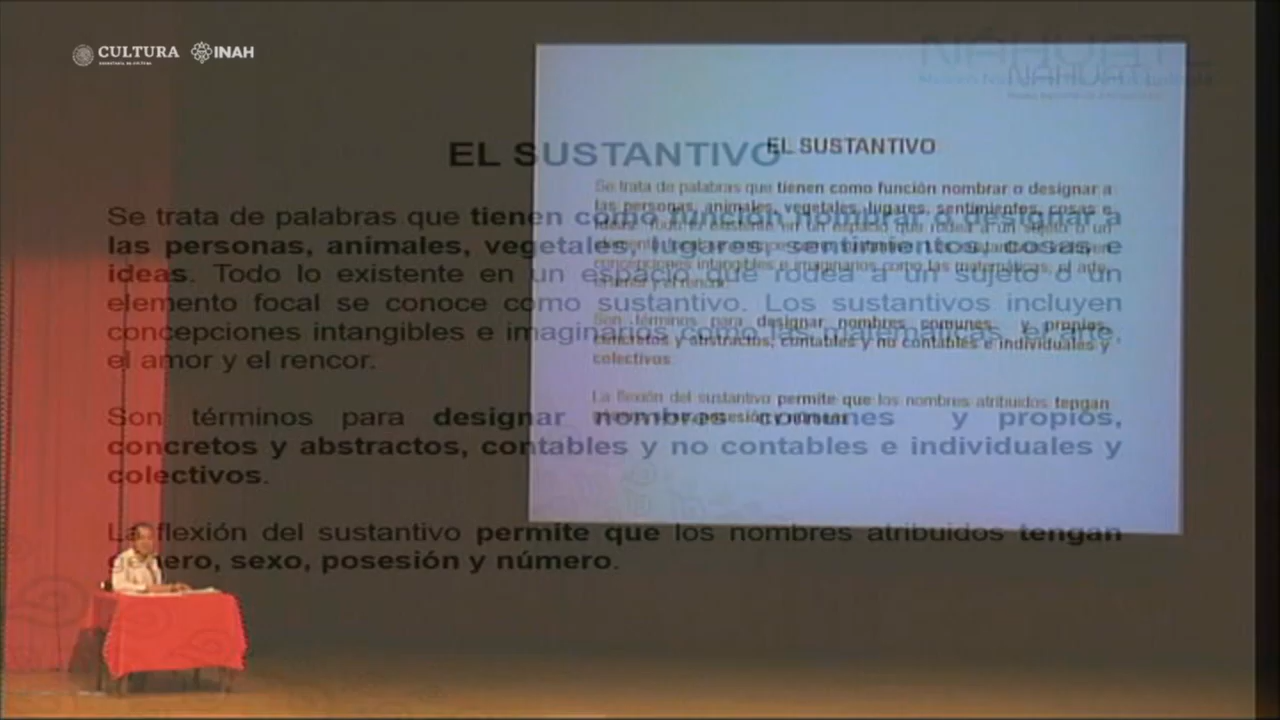 CULTURA
INAH
NAHUATL
EL SUSTANTIVO
Se trata de palabras que tienen como función nombrar o designar a
las personas, animales, vegetales, lugares, sentimientos, cosas e
ideas. Todo lo existente en un espacio que rodea a un sujeto o un
elemento focal se conoce como sustantivo. Los sustantivos incluyen
concepciones intangibles e imaginarios como las matemáticas, el arte,
el amor y el rencor.
Son términos para designar nombres comunes y propios,
concretos y abstractos, contables y no contables e individuales y
colectivos.
La flexión del sustantivo permite que los nombres atribuidos tengan
género, sexo, posesión y número.
EL SUSTANTIVO
Se trata de palabras que tienen como función nombrar o designar a
las personas, animales, vegetales, lugares, sentimientos, cosas e
Son términos para designar nombres comunes y propios,
concretos y abstractos, contables y no contables e individuales y
colectivos.
La flexión del sustantivo permite que los nombres atribuidos tengan